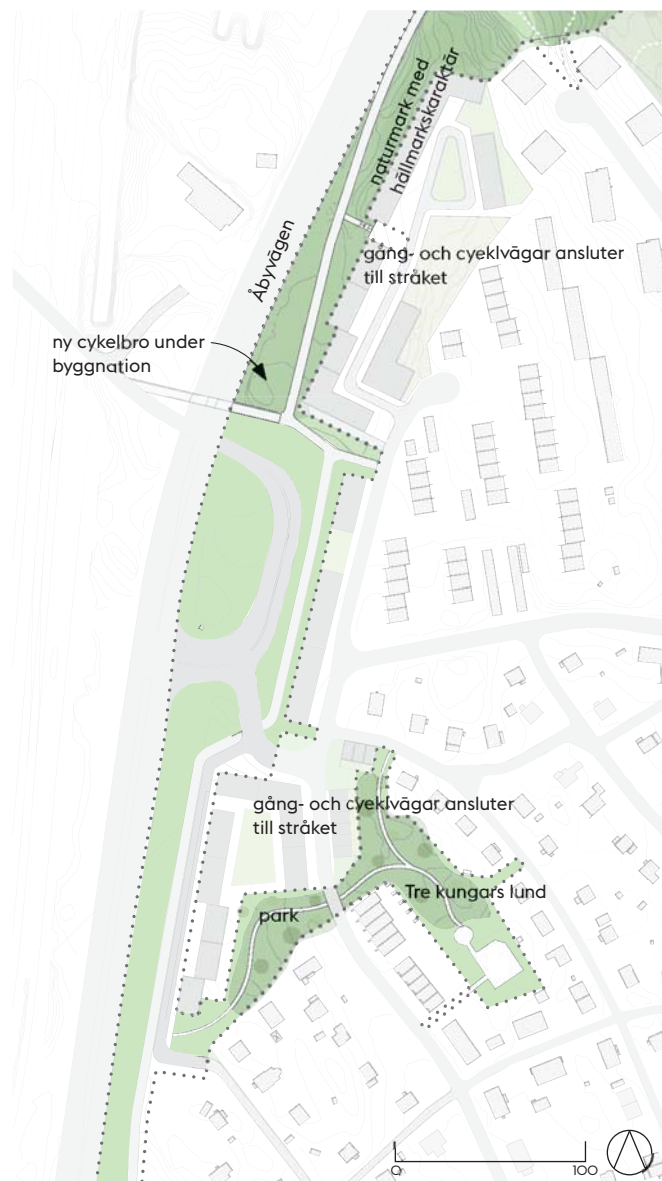 naturmark med
hällmarkskaraktär
Åbyvägen
gång- och cyeklvägar ansluter
till stråket
ny cykelbro under
byggnation
gång- och cyeklvägar ansluter
till stråket
Tre kungars lund
park
0
100